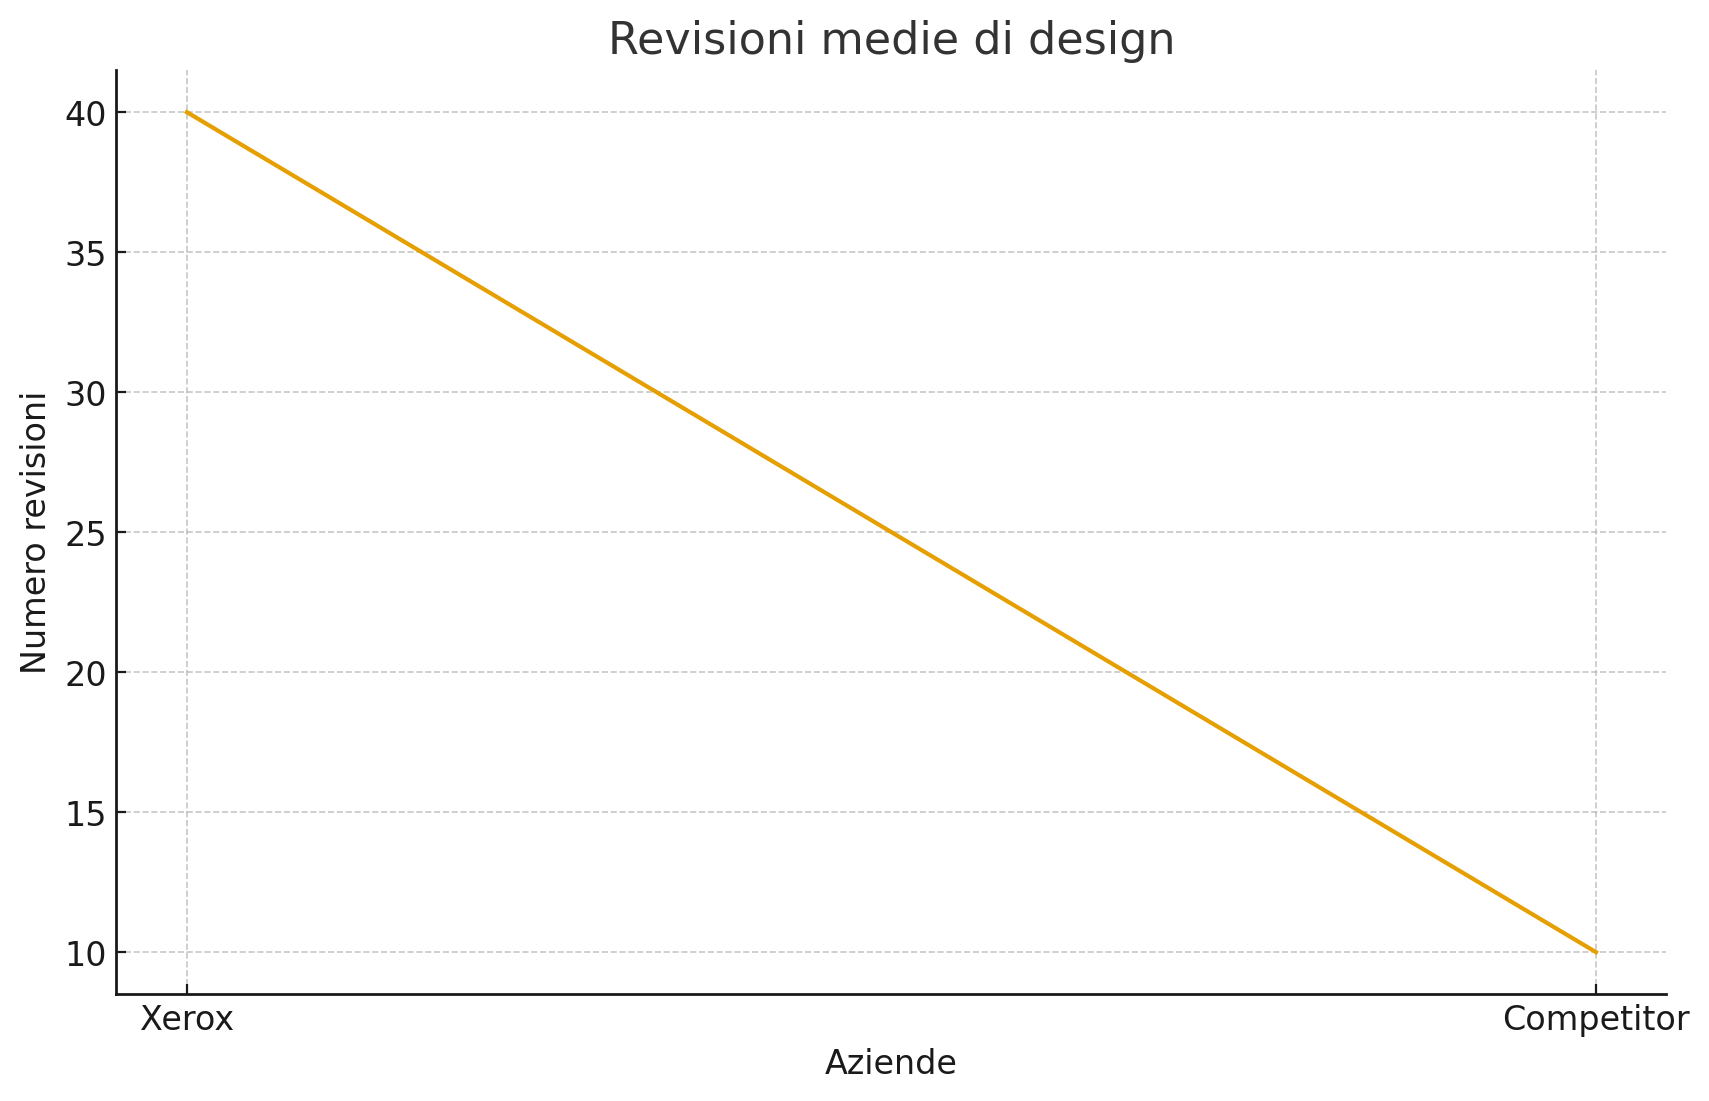 Revisioni medie di design
Numero revisioni
40
35
30
25
20
15
10
Xerox
Competitor
Aziende